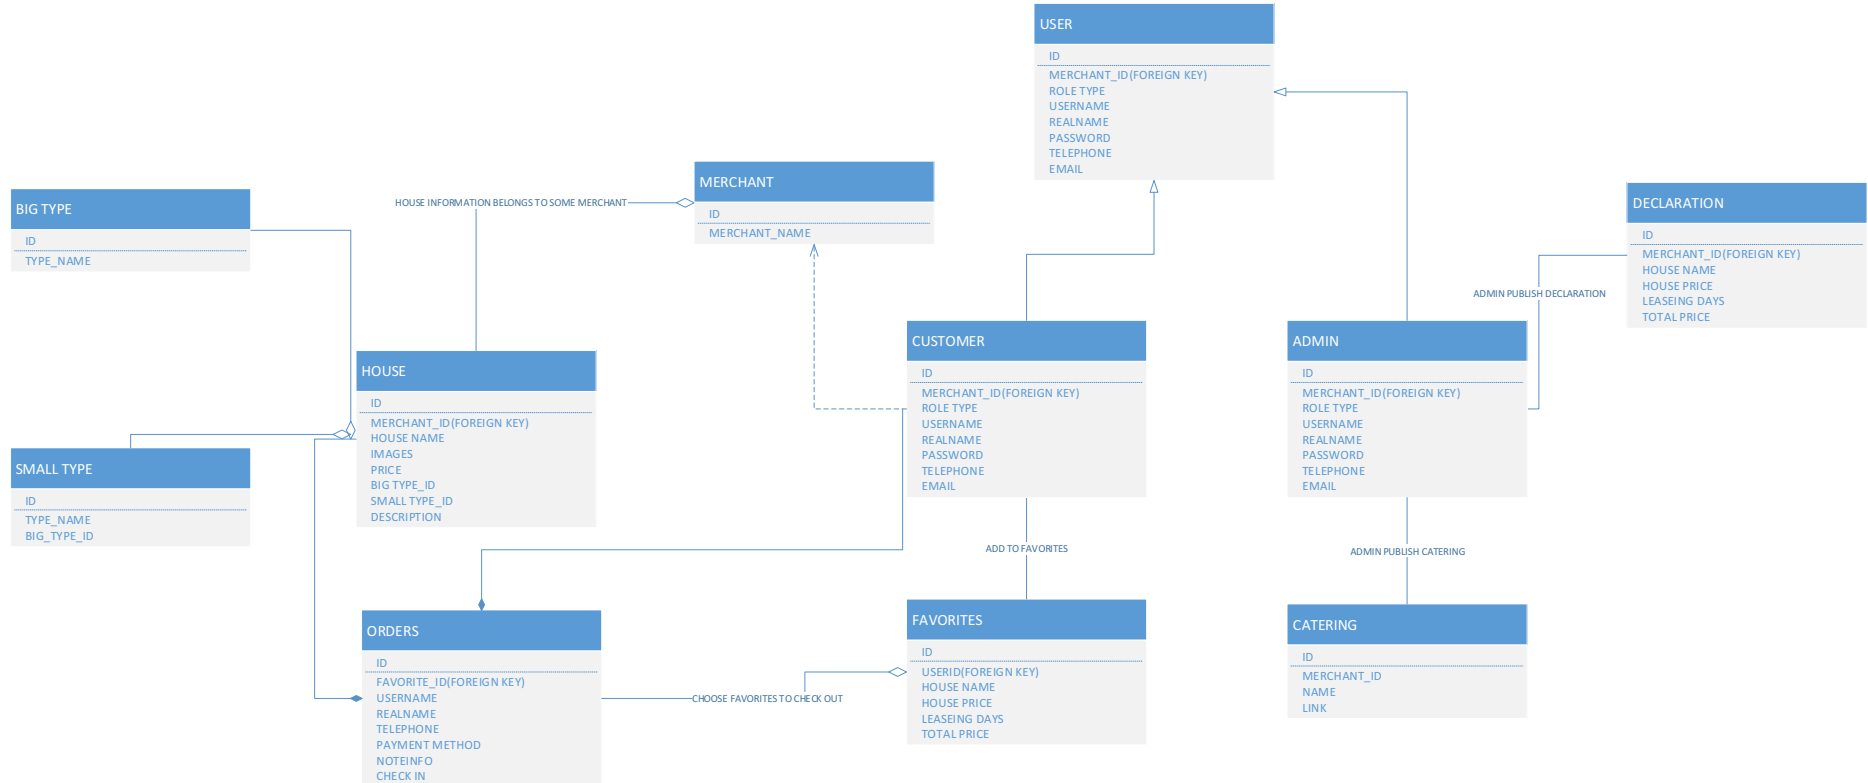 USER
ID
MERCHANT_ID(FOREIGN KEY)
ROLE TYPE
USERNAME
REALNAME
PASSWORD
TELEPHONE
EMAIL
MERCHANT
ID
MERCHANT_NAME
HOUSE INFORMATION BELONGS TO SOME MERCHANT
BIG TYPE
ID
TYPE_NAME
DECLARATION
ID
MERCHANT_ID(FOREIGN KEY)
HOUSE NAME
HOUSE PRICE
LEASEING DAYS
TOTAL PRICE
ADMIN PUBLISH DECLARATION
HOUSE
ID
MERCHANT_ID(FOREIGN KEY)
HOUSE NAME
IMAGES
PRICE
BIG TYPE_ID
SMALL TYPE_ID
DESCRIPTION
CUSTOMER
ID
MERCHANT_ID(FOREIGN KEY)
ROLE TYPE
USERNAME
REALNAME
PASSWORD
TELEPHONE
EMAIL
ADMIN
ID
MERCHANT_ID(FOREIGN KEY)
ROLE TYPE
USERNAME
REALNAME
PASSWORD
TELEPHONE
EMAIL
SMALL TYPE
ID
TYPE_NAME
BIG_TYPE_ID
ADD TO FAVORITES
ADMIN PUBLISH CATERING
ORDERS
ID
FAVORITE_ID(FOREIGN KEY)
USERNAME
REALNAME
TELEPHONE
PAYMENT METHOD
NOTEINFO
CHECK IN
CHOOSE FAVORITES TO CHECK OUT
FAVORITES
ID
USERID(FOREIGN KEY)
HOUSE NAME
HOUSE PRICE
LEASEING DAYS
TOTAL PRICE
CATERING
ID
MERCHANT_ID
NAME
LINK